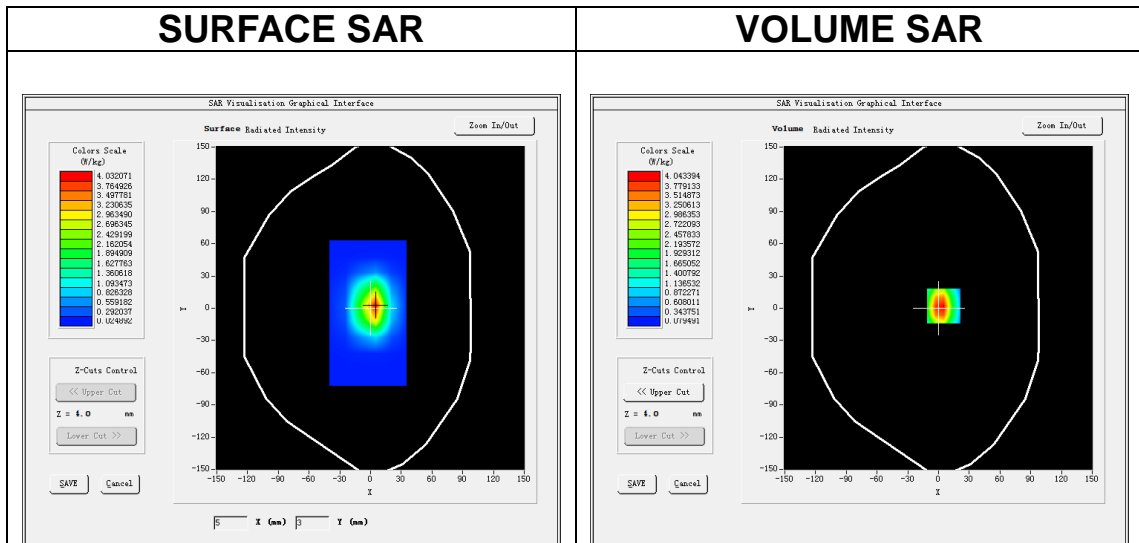 SURFACE SAR
VOLUME SAR
SAR Visualisation Graphical Interface
Surface Radiated Intensity
Zoom In/Out
Colors Scale
(W/kg)
4.032071
3.764926
3.497781
3.230635
2.963490
2.696345
2.429199
2.162054
1.894909
1.627763
1.360618
1.093473
0.826328
0.559182
0.292037
0.024892
Z-Cuts Control
<< Upper Cut
Z = 4.0 mm
Lower Cut >>
SAVE Cancel
150
120
90
60
30
Y 0
-30
-60
-90
-120
-150
-150 -120 -90 -60 -30 0 30 60 90 120 150
X
5 X (mm) 3 Y (mm)
SAR Visualisation Graphical Interface
Volume Radiated Intensity
Zoom In/Out
Colors Scale
(W/kg)
4.043394
3.779133
3.514873
3.250613
2.986353
2.722093
2.457833
2.193572
1.929312
1.665052
1.400792
1.136532
0.872271
0.608011
0.343751
0.079491
Z-Cuts Control
<< Upper Cut
Z = 4.0 mm
Lower Cut >>
SAVE Cancel
150
120
90
60
30
Y 0
-30
-60
-90
-120
-150
-150 -120 -90 -60 -30 0 30 60 90 120 150
X